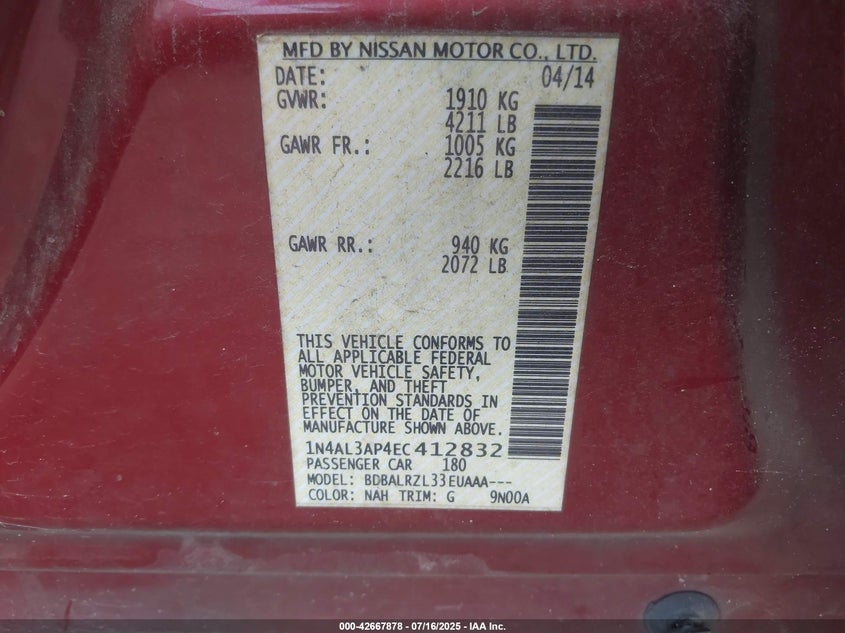 MFD BY NISSAN MOTOR CO., LTD.
DATE: 04/14
GVWR: 1910 KG
4211 LB
GAWR FR.: 1005 KG
2216 LB
GAWR RR.: 940 KG
2072 LB
THIS VEHICLE CONFORMS TO
ALL APPLICABLE FEDERAL
MOTOR VEHICLE SAFETY,
BUMPER, AND THEFT
PREVENTION STANDARDS IN
EFFECT ON THE DATE OF
MANUFACTURE SHOWN ABOVE.
1N4AL3AP4EC412832
PASSENGER CAR 180
MODEL: BDBALRZL33EUAAA---
COLOR: NAH TRIM: G 9N00A
000-42667878 - 07/16/2025 - IAA Inc.